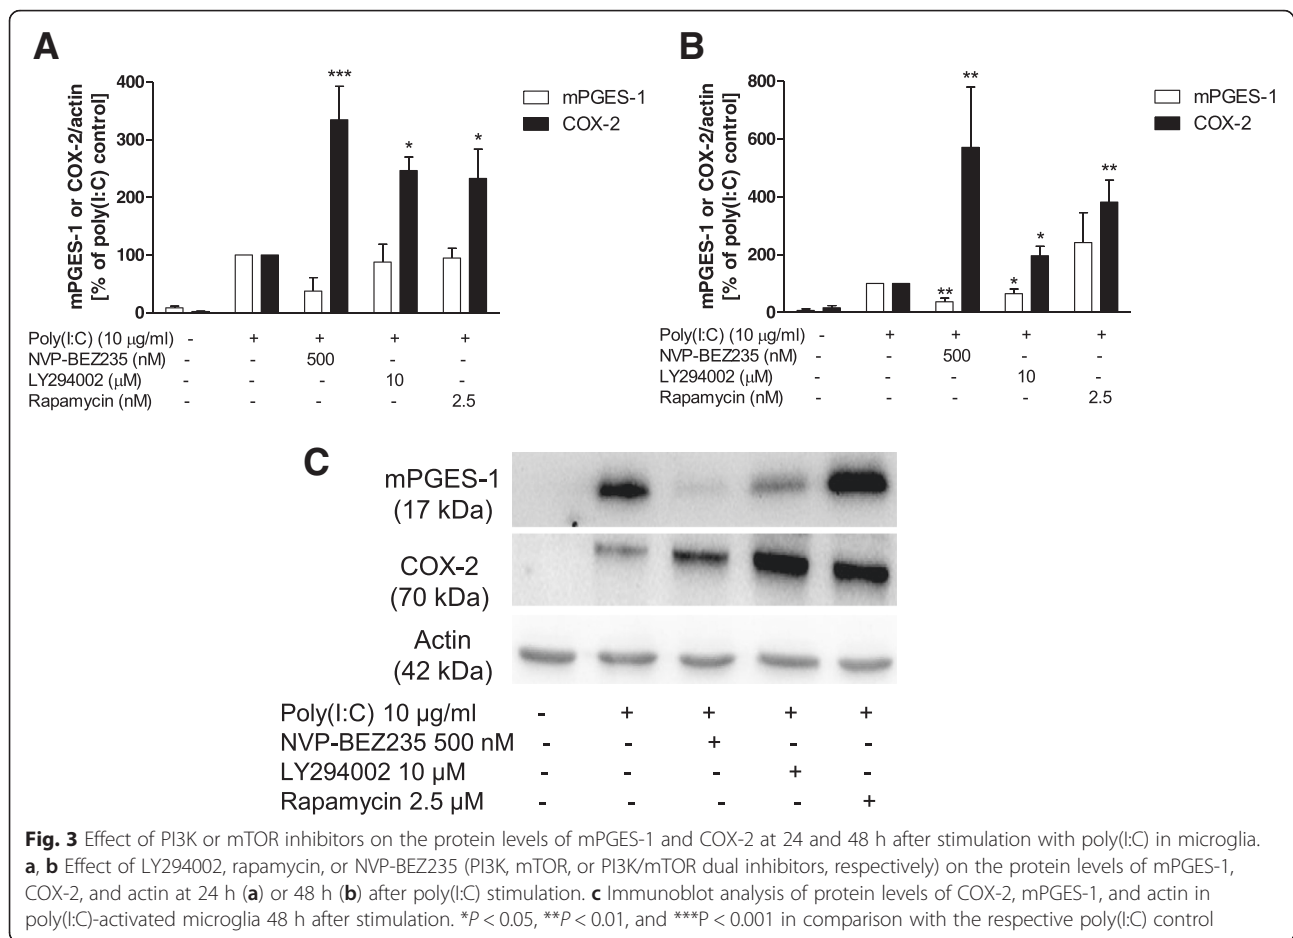 A
mPGES-1 or COX-2/actin
[% of poly(I:C) control]
400
300
200
100
0
***
*
*
mPGES-1
COX-2
Poly(I:C) (10 µg/ml) - + + + +
NVP-BEZ235 (nM) - - 500 - -
LY294002 (µM) - - - 10 -
Rapamycin (nM) - - - - 2.5
B
mPGES-1 or COX-2/actin
[% of poly(I:C) control]
800
600
400
200
0
**
**
*
*
**
mPGES-1
COX-2
Poly(I:C) (10 µg/ml) - + + + +
NVP-BEZ235 (nM) - - 500 - -
LY294002 (µM) - - - 10 -
Rapamycin (nM) - - - - 2.5
C
mPGES-1
(17 kDa)
COX-2
(70 kDa)
Actin
(42 kDa)
Poly(I:C) 10 µg/ml - + + + +
NVP-BEZ235 500 nM - - + - -
LY294002 10 µM - - - + -
Rapamycin 2.5 µM - - - - +
Fig. 3 Effect of PI3K or mTOR inhibitors on the protein levels of mPGES-1 and COX-2 at 24 and 48 h after stimulation with poly(I:C) in microglia.
a, b Effect of LY294002, rapamycin, or NVP-BEZ235 (PI3K, mTOR, or PI3K/mTOR dual inhibitors, respectively) on the protein levels of mPGES-1,
COX-2, and actin at 24 h (a) or 48 h (b) after poly(I:C) stimulation. c Immunoblot analysis of protein levels of COX-2, mPGES-1, and actin in
poly(I:C)-activated microglia 48 h after stimulation. *P < 0.05, **P < 0.01, and ***P < 0.001 in comparison with the respective poly(I:C) control